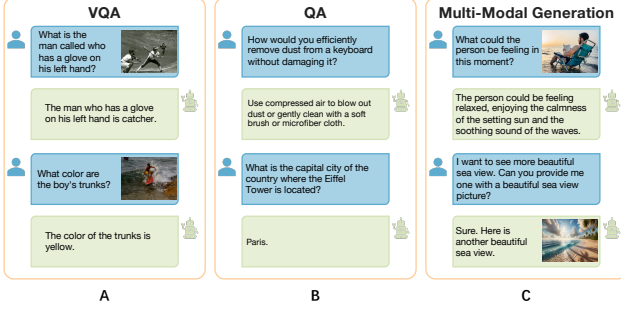 VQA
What is the
man called who
has a glove on
his left hand?
The man who has a glove
on his left hand is catcher.
What color are
the boy's trunks?
The color of the trunks is
yellow.
A
QA
How would you efficiently
remove dust from a keyboard
without damaging it?
Use compressed air to blow out
dust or gently clean with a soft
brush or microfiber cloth.
What is the capital city of the
country where the Eiffel
Tower is located?
Paris.
B
Multi-Modal Generation
What could the
person be feeling in
this moment?
The person could be feeling
relaxed, enjoying the calmness
of the setting sun and the
soothing sound of the waves.
I want to see more beautiful
sea view. Can you provide me
one with a beautiful sea view
picture?
Sure. Here is
another beautiful
sea view.
C